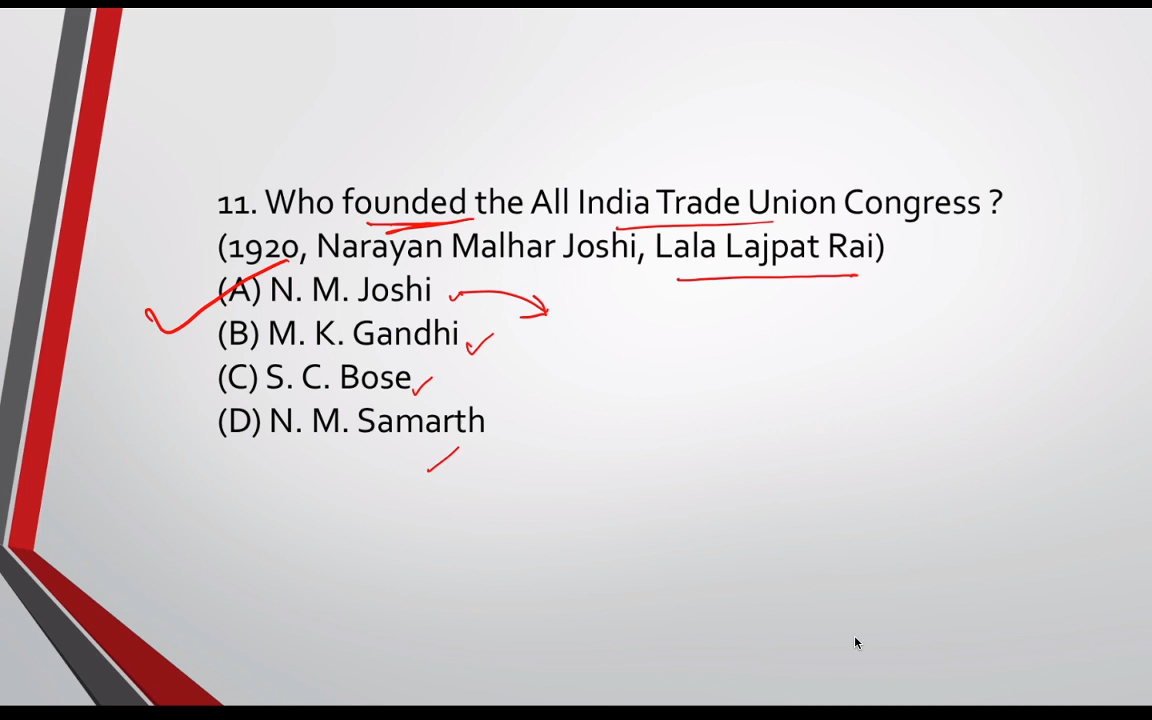 11. Who founded the All India Trade Union Congress ?
(1920, Narayan Malhar Joshi, Lala Lajpat Rai)
(A) N. M. Joshi
(B) M. K. Gandhi
(C) S. C. Bose
(D) N. M. Samarth